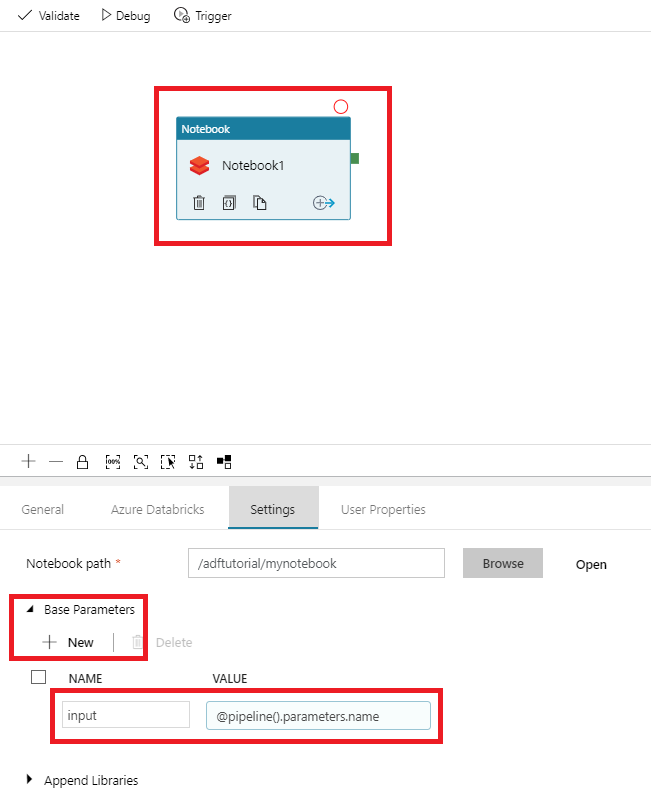 Validate Debug Trigger
Notebook
Notebook1
100%
General Azure Databricks Settings User Properties
Notebook path * /adftutorial/mynotebook Browse Open
Base Parameters
New Delete
NAME VALUE
input @pipeline().parameters.name
Append Libraries